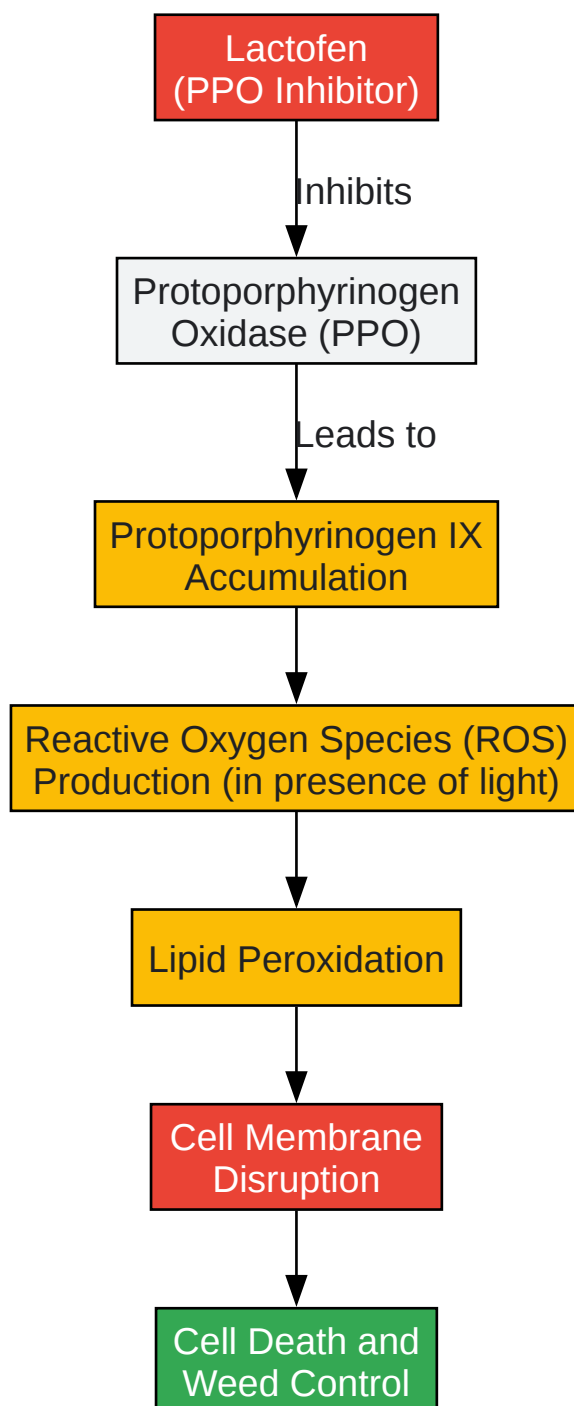 Lactofen
(PPO Inhibitor)
Inhibits
Protoporphyrinogen
Oxidase (PPO)
Leads to
Protoporphyrinogen IX
Accumulation
Reactive Oxygen Species (ROS)
Production (in presence of light)
Lipid Peroxidation
Cell Membrane
Disruption
Cell Death and
Weed Control